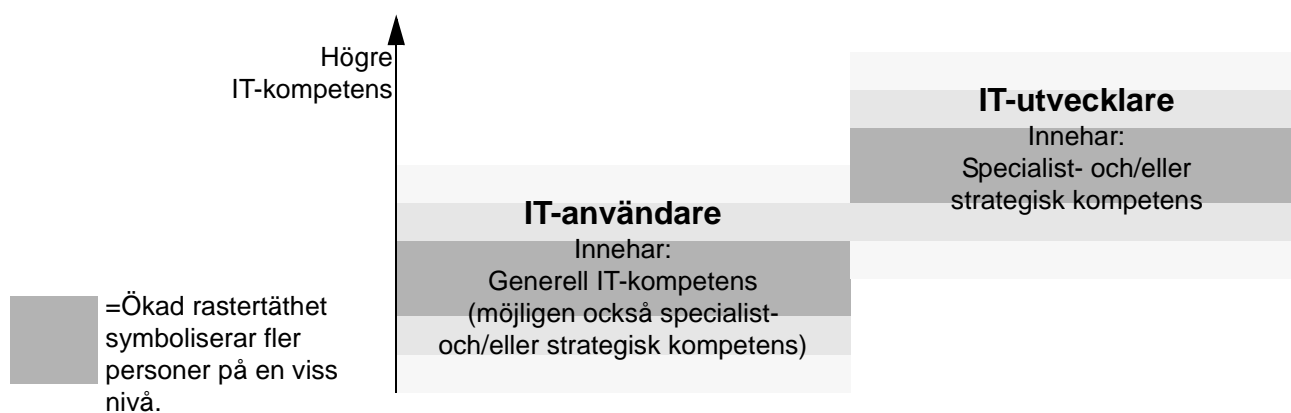 Högre
IT-kompetens
IT-utvecklare
Innehar:
Specialist- och/eller
strategisk kompetens
IT-användare
Innehar:
Generell IT-kompetens
(möjligen också specialist-
och/eller strategisk kompetens)
=Ökad rastertäthet
symboliserar fler
personer på en viss
nivå.